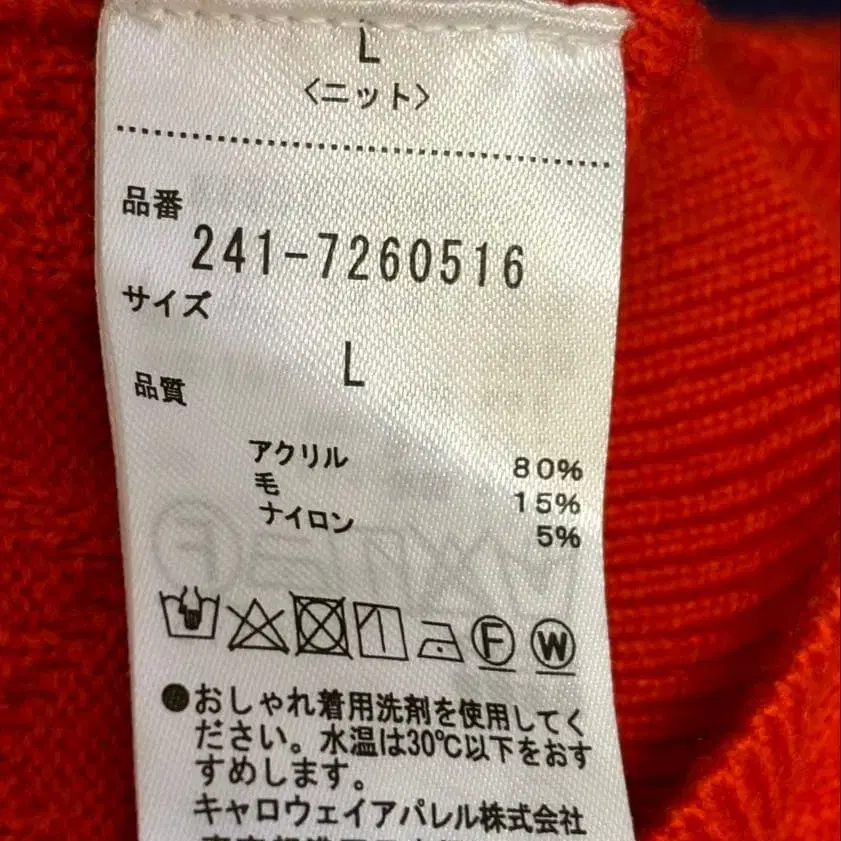 L
〈ニット〉
品番
241-7260516
サイズ
L
品質
アクリル 80%
毛 15%
ナイロン 5%
F W
●おしゃれ着用洗剤を使用してく
ださい。水温は30℃以下をおす
すめします。
キャロウェイアパレル株式会社